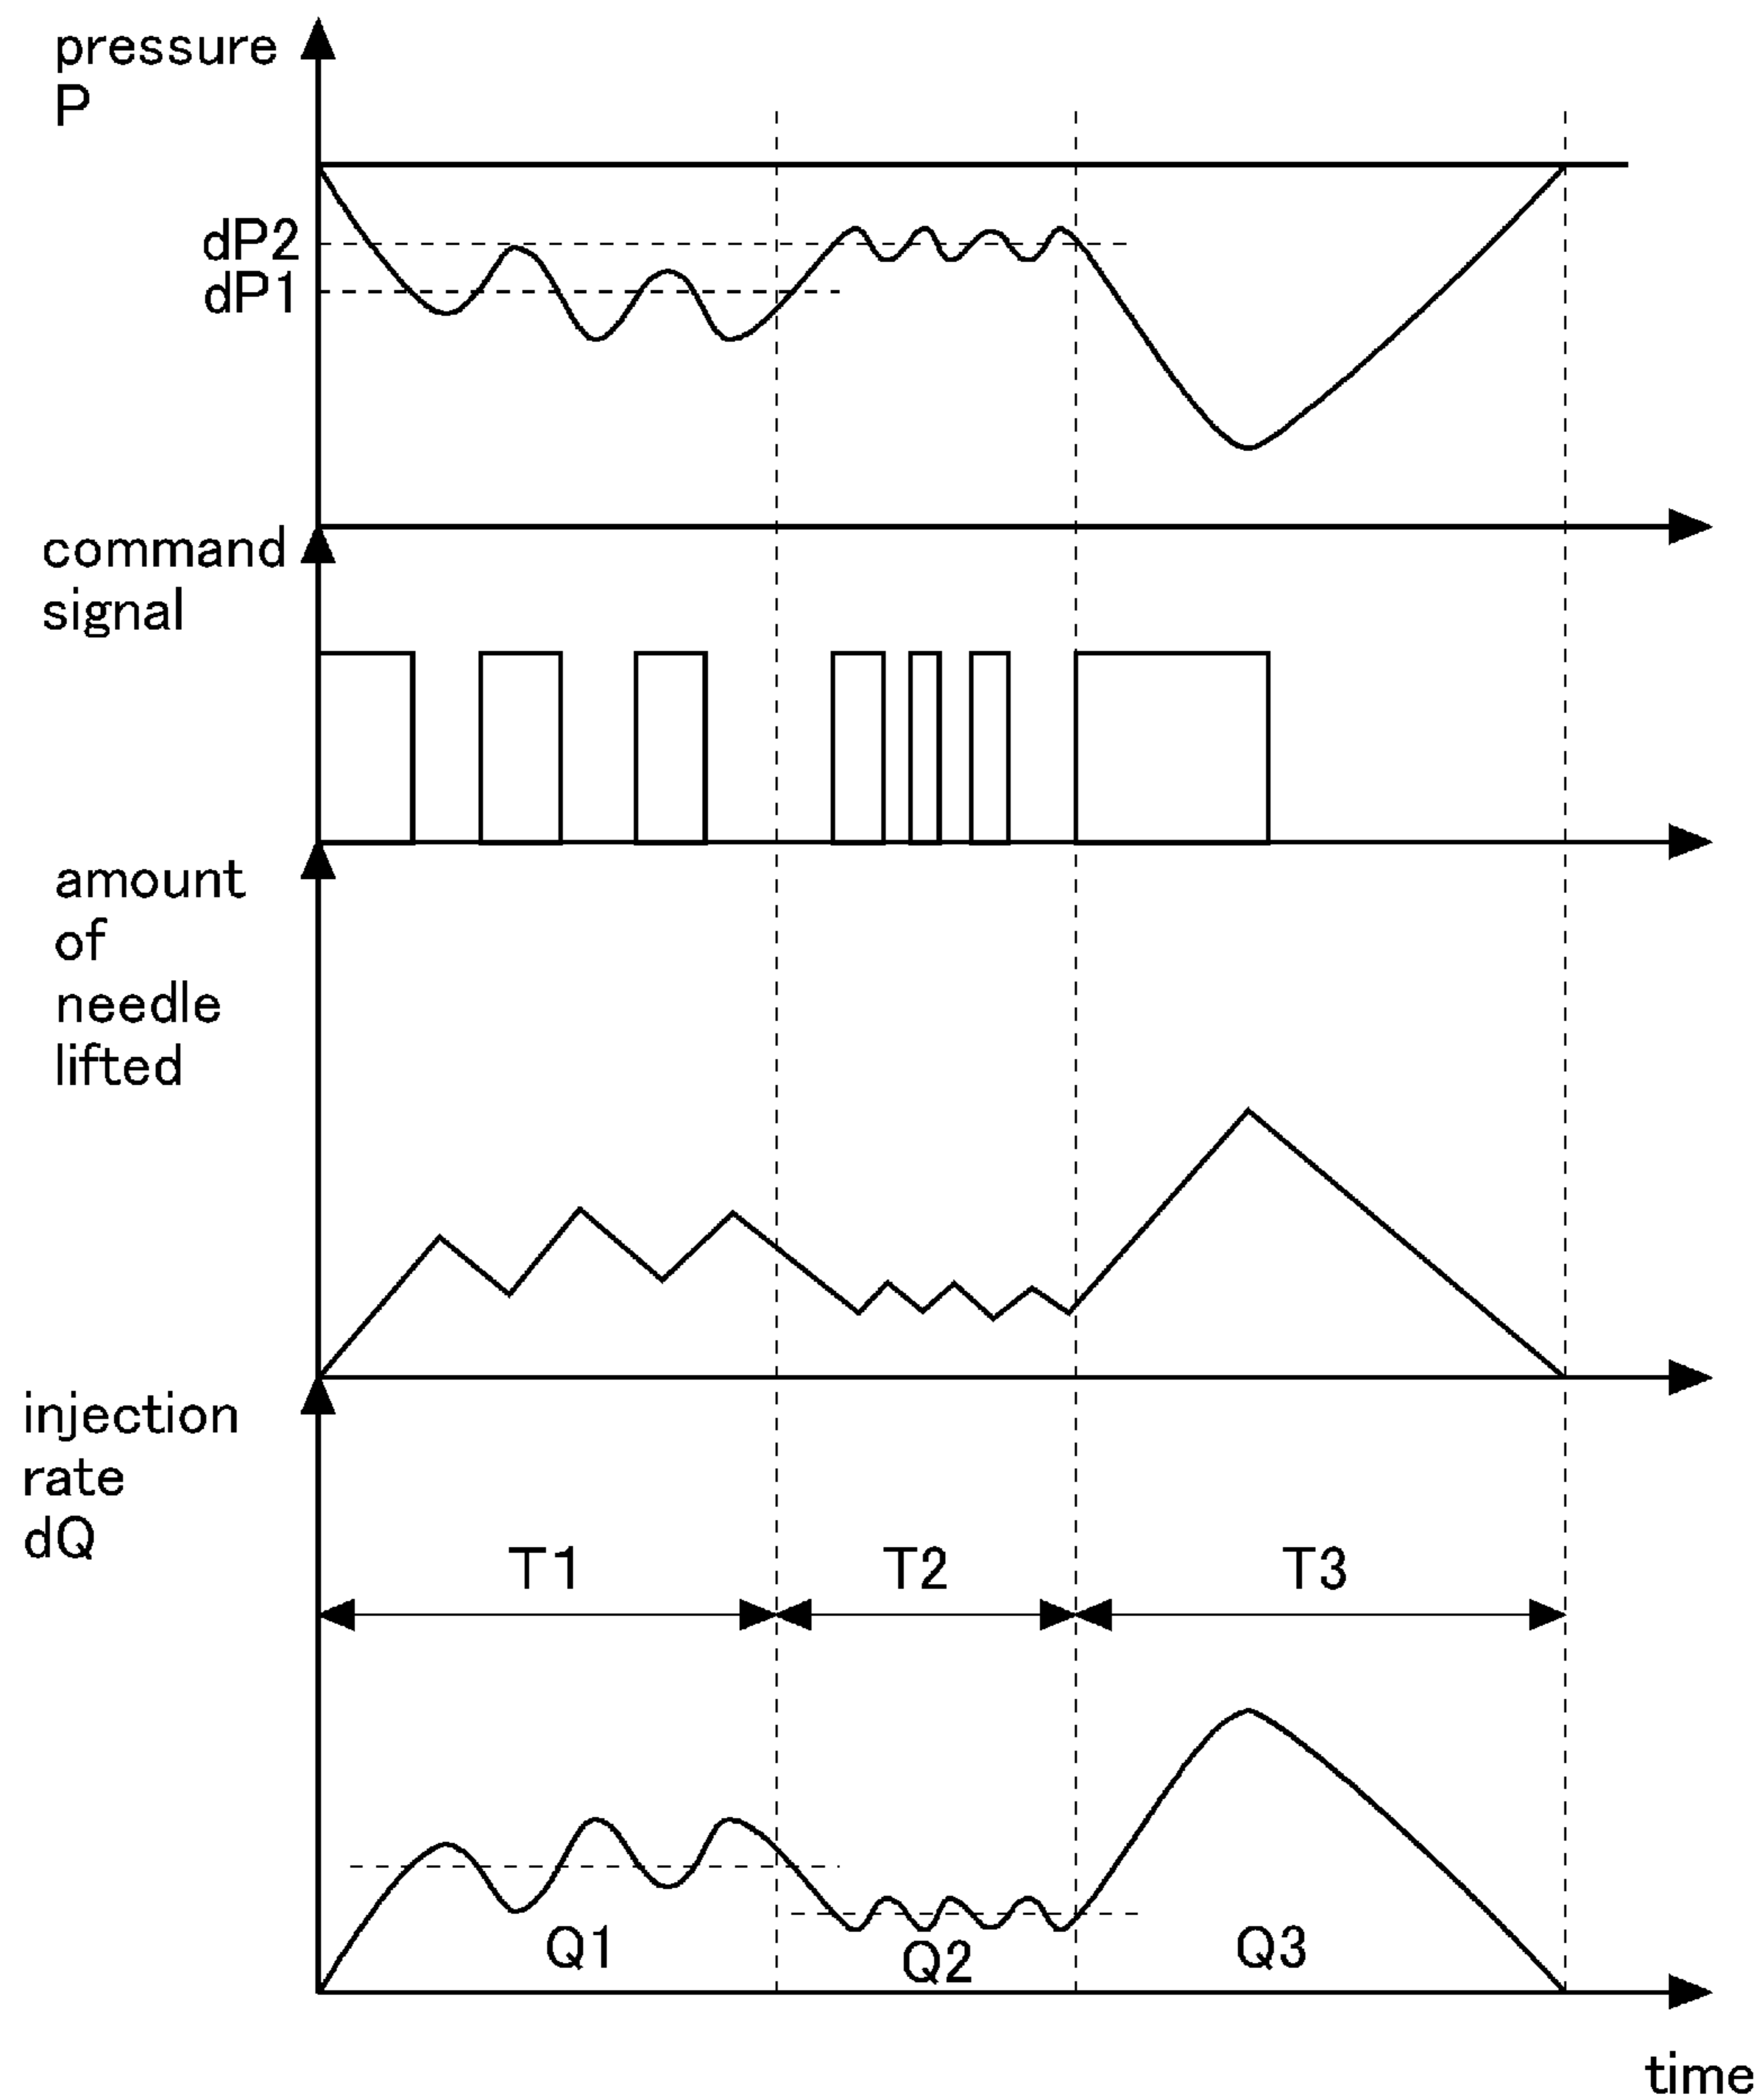 pressure
P
dP2
dP1
command
signal
amount
of
needle
lifted
injection
rate
dQ
T1 T2 T3
Q1 Q2 Q3
time